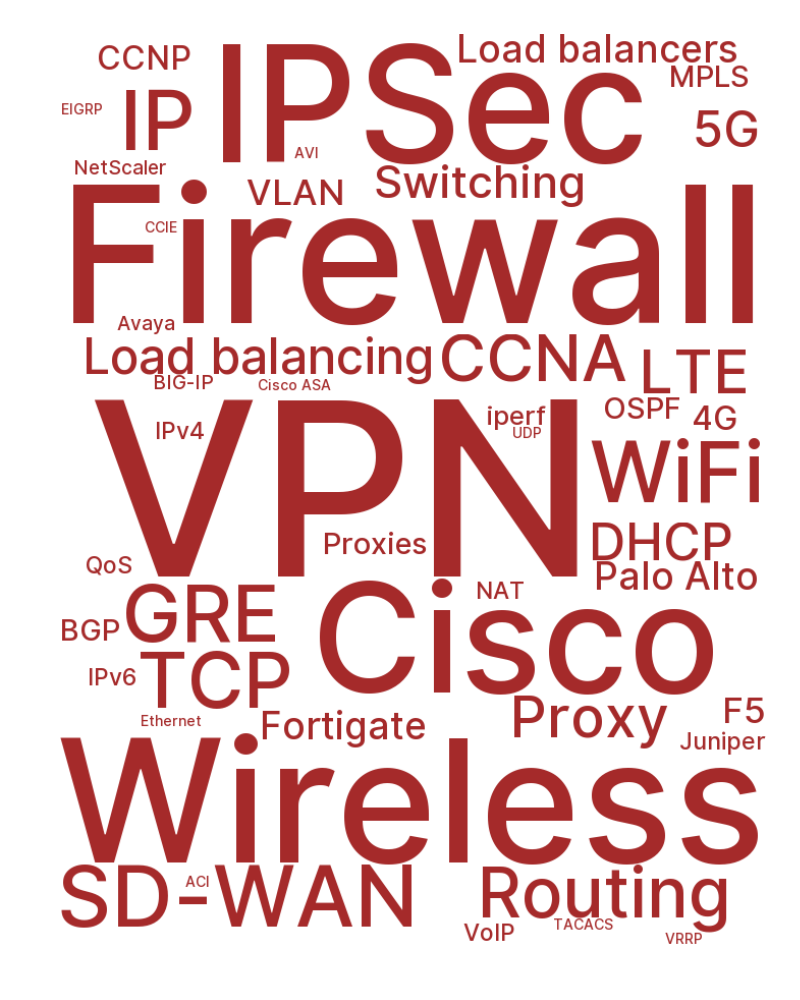 Load balancers
CCNP
IPSec
MPLS
EIGRP
IP
5G
AVI
NetScaler
VLAN
Switching
Firewall
CCIE
Avaya
Load balancing
CCNA
LTE
BIG-IP
Cisco ASA
VPN
iperf
OSPF
4G
IPv4
UDP
WiFi
Proxies
DHCP
QoS
Palo Alto
NAT
GRE
Cisco
BGP
IPv6
TCP
Ethernet
Fortigate
Proxy
F5
Juniper
Wireless
ACI
SD-WAN
Routing
VoIP
TACACS
VRRP